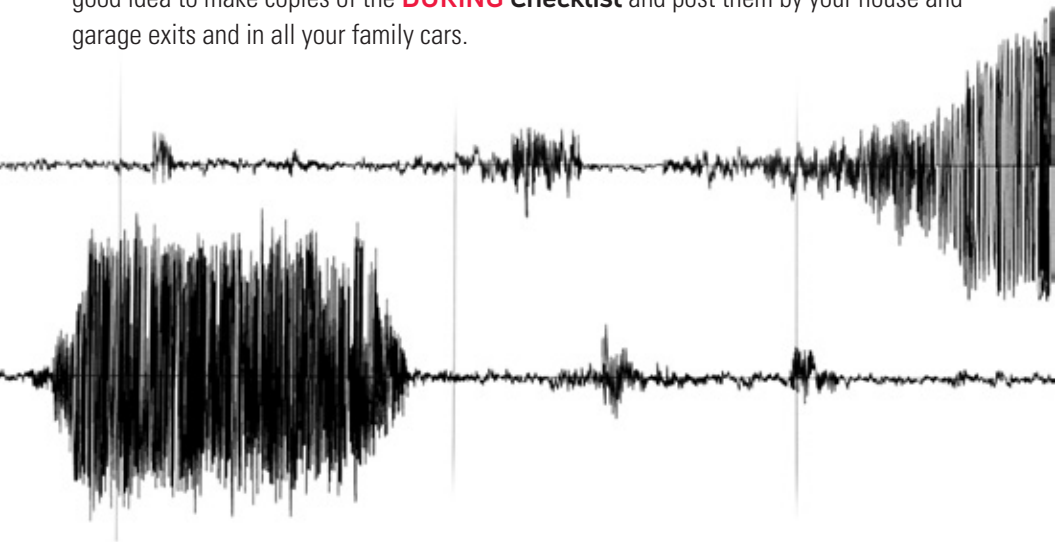 good idea to make copies of the DURING Checklist and post them by your house and
garage exits and in all your family cars.